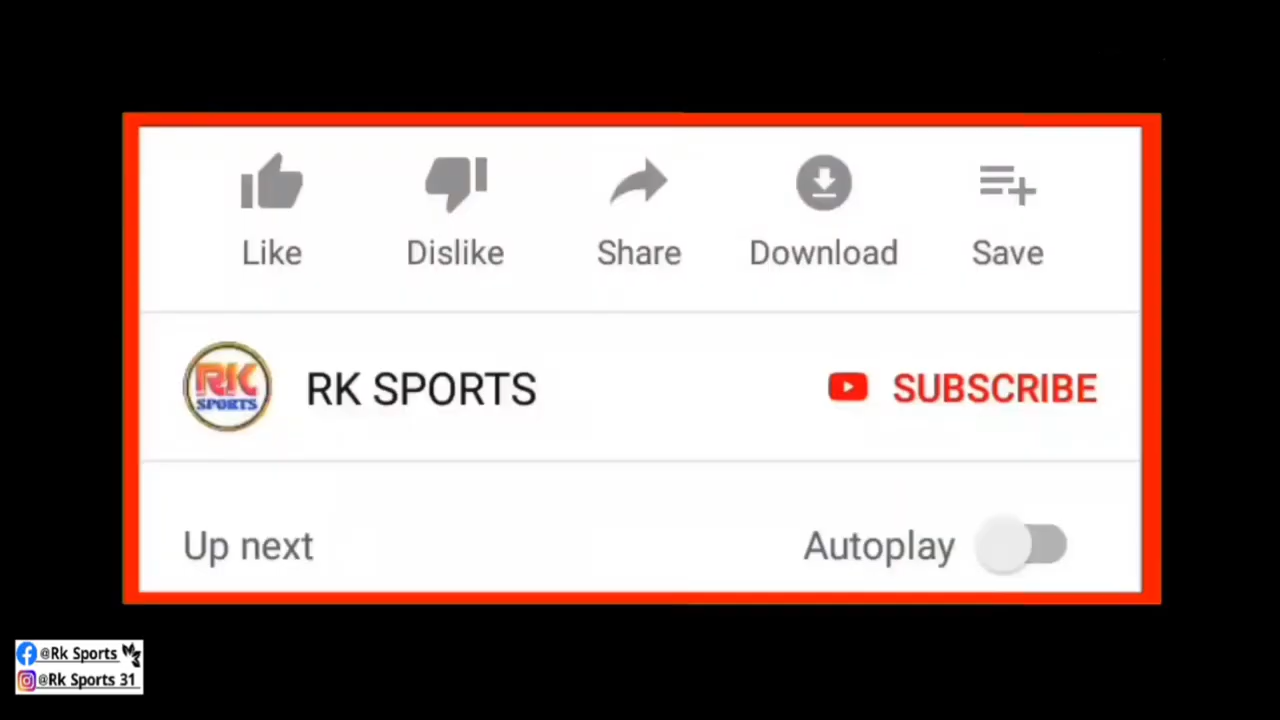 Like Dislike Share Download Save
RK SPORTS
RK SPORTS SUBSCRIBE
Up next Autoplay
@Rk Sports
@Rk Sports 31